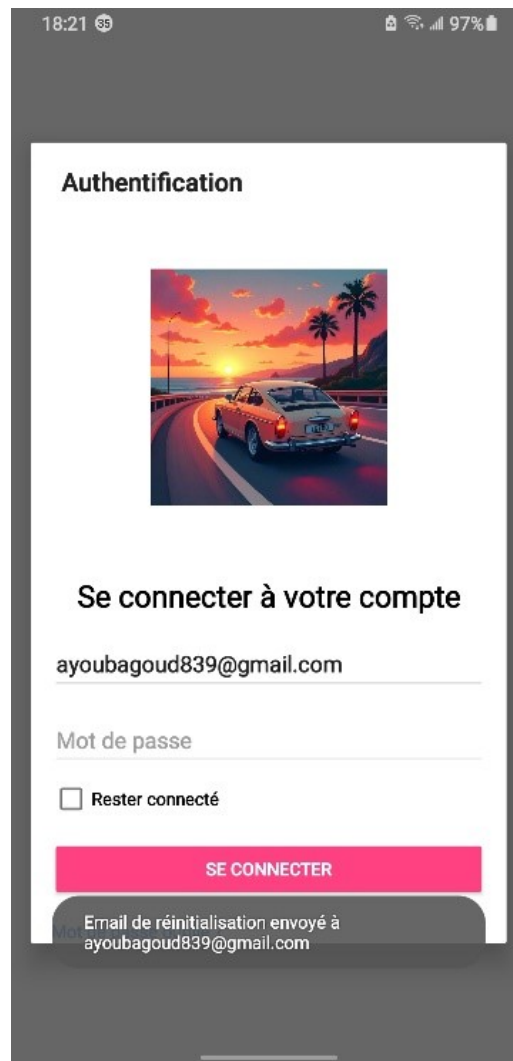 18:21 35 97%
Authentification
Se connecter à votre compte
ayoubagoud839@gmail.com
Mot de passe
Rester connecté
SE CONNECTER
Email de réinitialisation envoyé à
ayoubagoud839@gmail.com